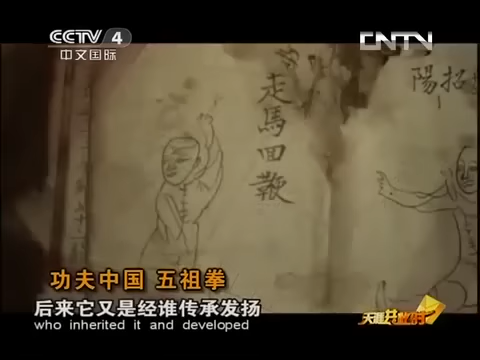 CCTV 4
中文国际
CNTV
走馬回鞭
招
陽
功夫中国 五祖拳
后来它又是经谁传承发扬
who inherited it and developed
天涯共此时